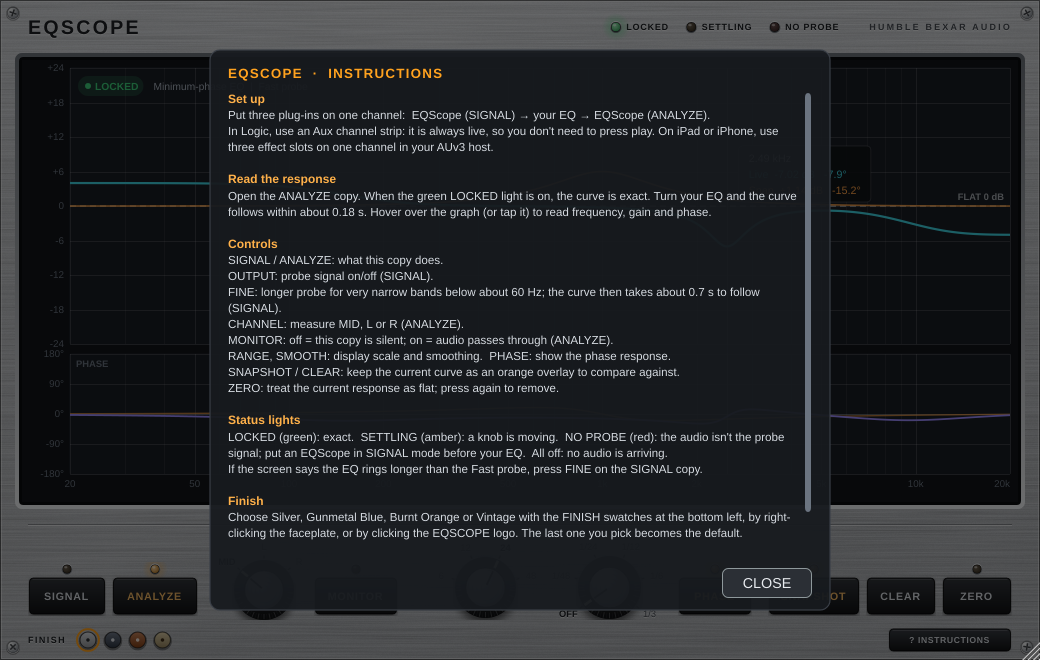 EQSCOPE
LOCKED SETTLING NO PROBE HUMBLE BEXAR AUDIO
EQSCOPE · INSTRUCTIONS
Set up
Put three plug-ins on one channel: EQScope (SIGNAL) → your EQ → EQScope (ANALYZE).
In Logic, use an Aux channel strip: it is always live, so you don't need to press play. On iPad or iPhone, use
three effect slots on one channel in your AUv3 host.
Read the response
Open the ANALYZE copy. When the green LOCKED light is on, the curve is exact. Turn your EQ and the curve
follows within about 0.18 s. Hover over the graph (or tap it) to read frequency, gain and phase.
Controls
SIGNAL / ANALYZE: what this copy does.
OUTPUT: probe signal on/off (SIGNAL).
FINE: longer probe for very narrow bands below about 60 Hz; the curve then takes about 0.7 s to follow
(SIGNAL).
CHANNEL: measure MID, L or R (ANALYZE).
MONITOR: off = this copy is silent; on = audio passes through (ANALYZE).
RANGE, SMOOTH: display scale and smoothing. PHASE: show the phase response.
SNAPSHOT / CLEAR: keep the current curve as an orange overlay to compare against.
ZERO: treat the current response as flat; press again to remove.
Status lights
LOCKED (green): exact. SETTLING (amber): a knob is moving. NO PROBE (red): the audio isn't the probe
signal; put an EQScope in SIGNAL mode before your EQ. All off: no audio is arriving.
If the screen says the EQ rings longer than the Fast probe, press FINE on the SIGNAL copy.
Finish
Choose Silver, Gunmetal Blue, Burnt Orange or Vintage with the FINISH swatches at the bottom left, by right-
clicking the faceplate, or by clicking the EQSCOPE logo. The last one you pick becomes the default.
CLOSE
+24
LOCKED Minimum-ph
+18
+12
+6
0
-6
-12
-18
-24
7.9°
-15.2°
FLAT 0 dB
180°
PHASE
90°
0°
-90°
-180°
20 50 10k 20k
SIGNAL ANALYZE MONITOR OFF 1/3 OT CLEAR ZERO
FINISH ? INSTRUCTIONS